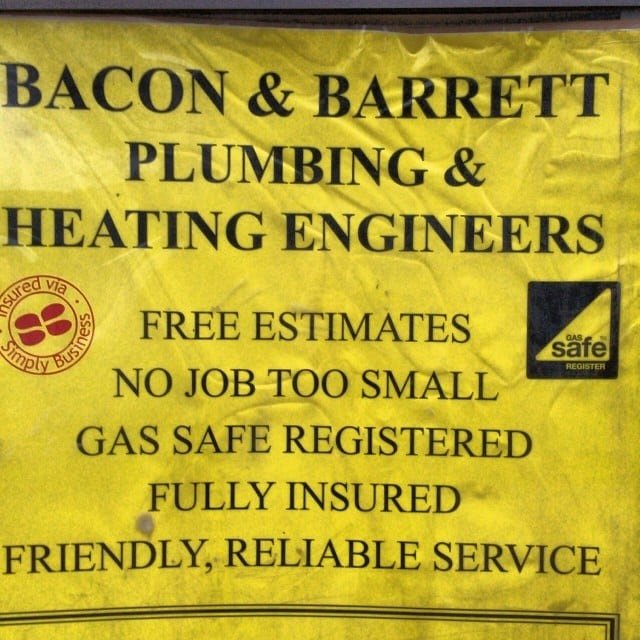 BACON & BARRETT
PLUMBING &
HEATING ENGINEERS
Insured via
Simply Business
GAS
safe
REGISTER
FREE ESTIMATES
NO JOB TOO SMALL
GAS SAFE REGISTERED
FULLY INSURED
FRIENDLY, RELIABLE SERVICE